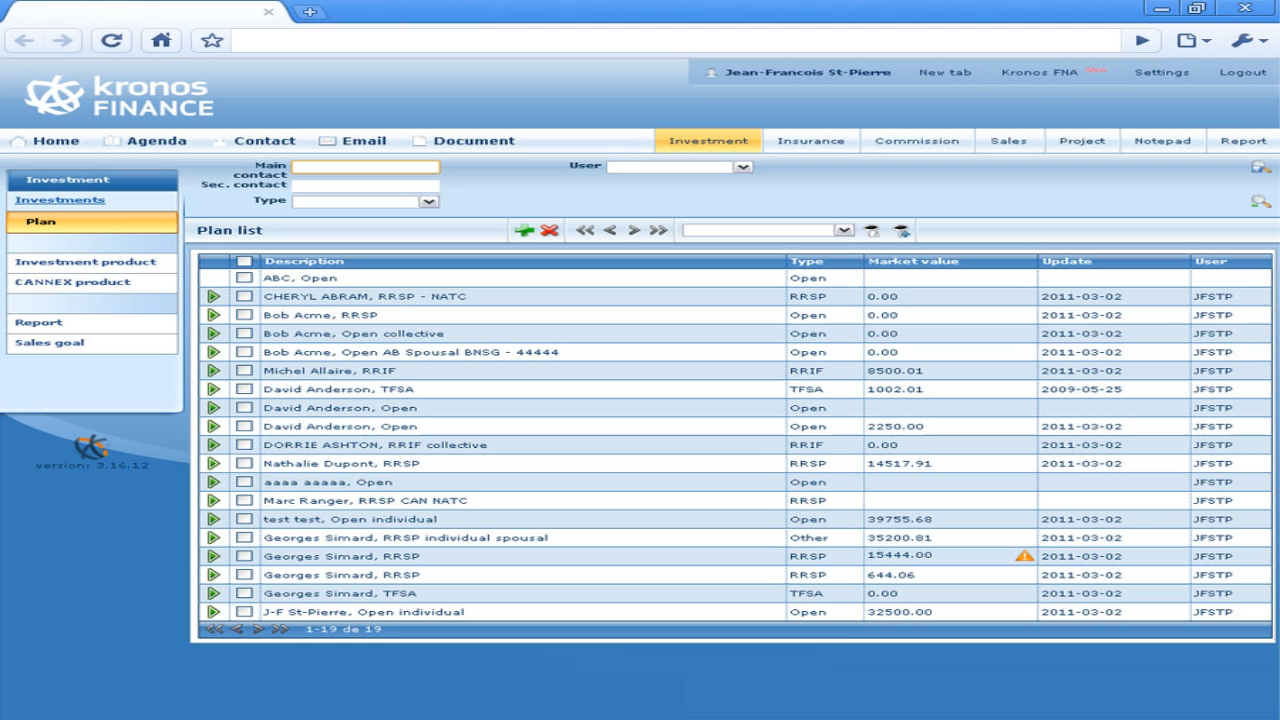 Jean-Francois St-Pierre New tab Kronos FNA Settings Logout
kronos
FINANCE
Home Agenda Contact Email Document Investment Insurance Commission Sales Project Notepad Report
Main contact User
Sec. contact
Type
Investment
Investments
Plan
Investment product
CANNEX product
Report
Sales goal
version: 3.16.12
Plan list
Description Type Market value Update User
ABC, Open Open
CHERYL ABRAM, RRSP - NATC RRSP 0.00 2011-03-02 JFSTP
Bob Acme, RRSP Open 0.00 2011-03-02 JFSTP
Bob Acme, Open collective Open 0.00 2011-03-02 JFSTP
Bob Acme, Open AB Spousal BNSG - 44444 Open 0.00 2011-03-02 JFSTP
Michel Allaire, RRIF RRIF 8500.01 2011-03-02 JFSTP
David Anderson, TFSA TFSA 1002.01 2009-05-25 JFSTP
David Anderson, Open Open JFSTP
David Anderson, Open Open 2250.00 2011-03-02 JFSTP
DORRIE ASHTON, RRIF collective RRIF 0.00 2011-03-02 JFSTP
Nathalie Dupont, RRSP RRSP 14517.91 2011-03-02 JFSTP
aaaa aaaaa, Open Open JFSTP
Marc Ranger, RRSP CAN NATC RRSP JFSTP
test test, Open individual Open 39755.68 2011-03-02 JFSTP
Georges Simard, RRSP individual spousal Other 35200.81 2011-03-02 JFSTP
Georges Simard, RRSP RRSP 15444.00 2011-03-02 JFSTP
Georges Simard, RRSP RRSP 644.06 2011-03-02 JFSTP
Georges Simard, TFSA TFSA 0.00 2011-03-02 JFSTP
J-F St-Pierre, Open individual Open 32500.00 2011-03-02 JFSTP
1-19 de 19